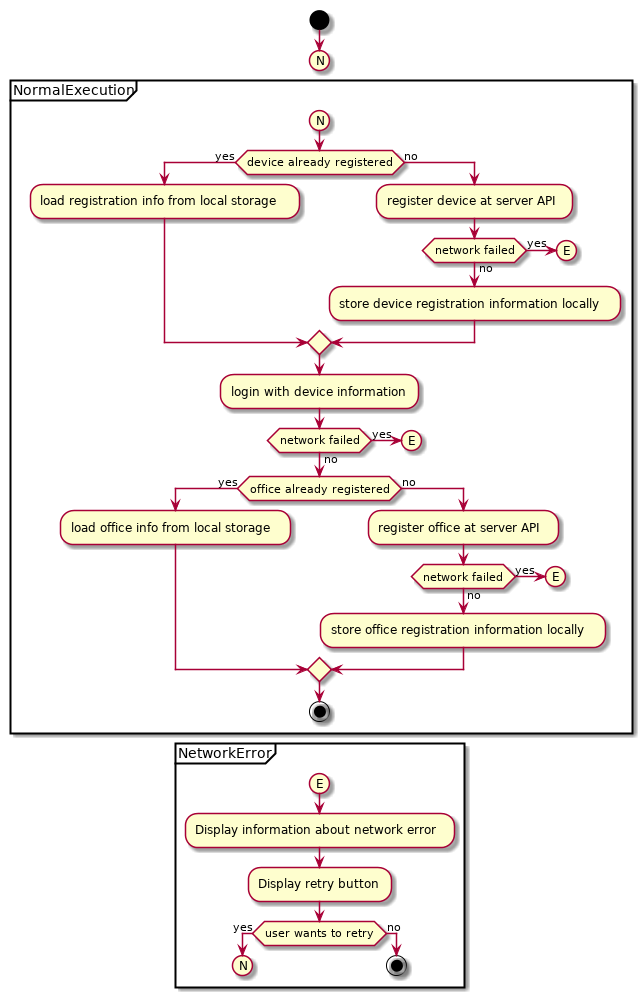 N
NormalExecution
N
yes
device already registered
no
load registration info from local storage
register device at server API
network failed
yes
E
no
store device registration information locally
login with device information
network failed
yes
E
no
yes
office already registered
no
load office info from local storage
register office at server API
network failed
yes
E
no
store office registration information locally
NetworkError
E
Display information about network error
Display retry button
yes
user wants to retry
no
N